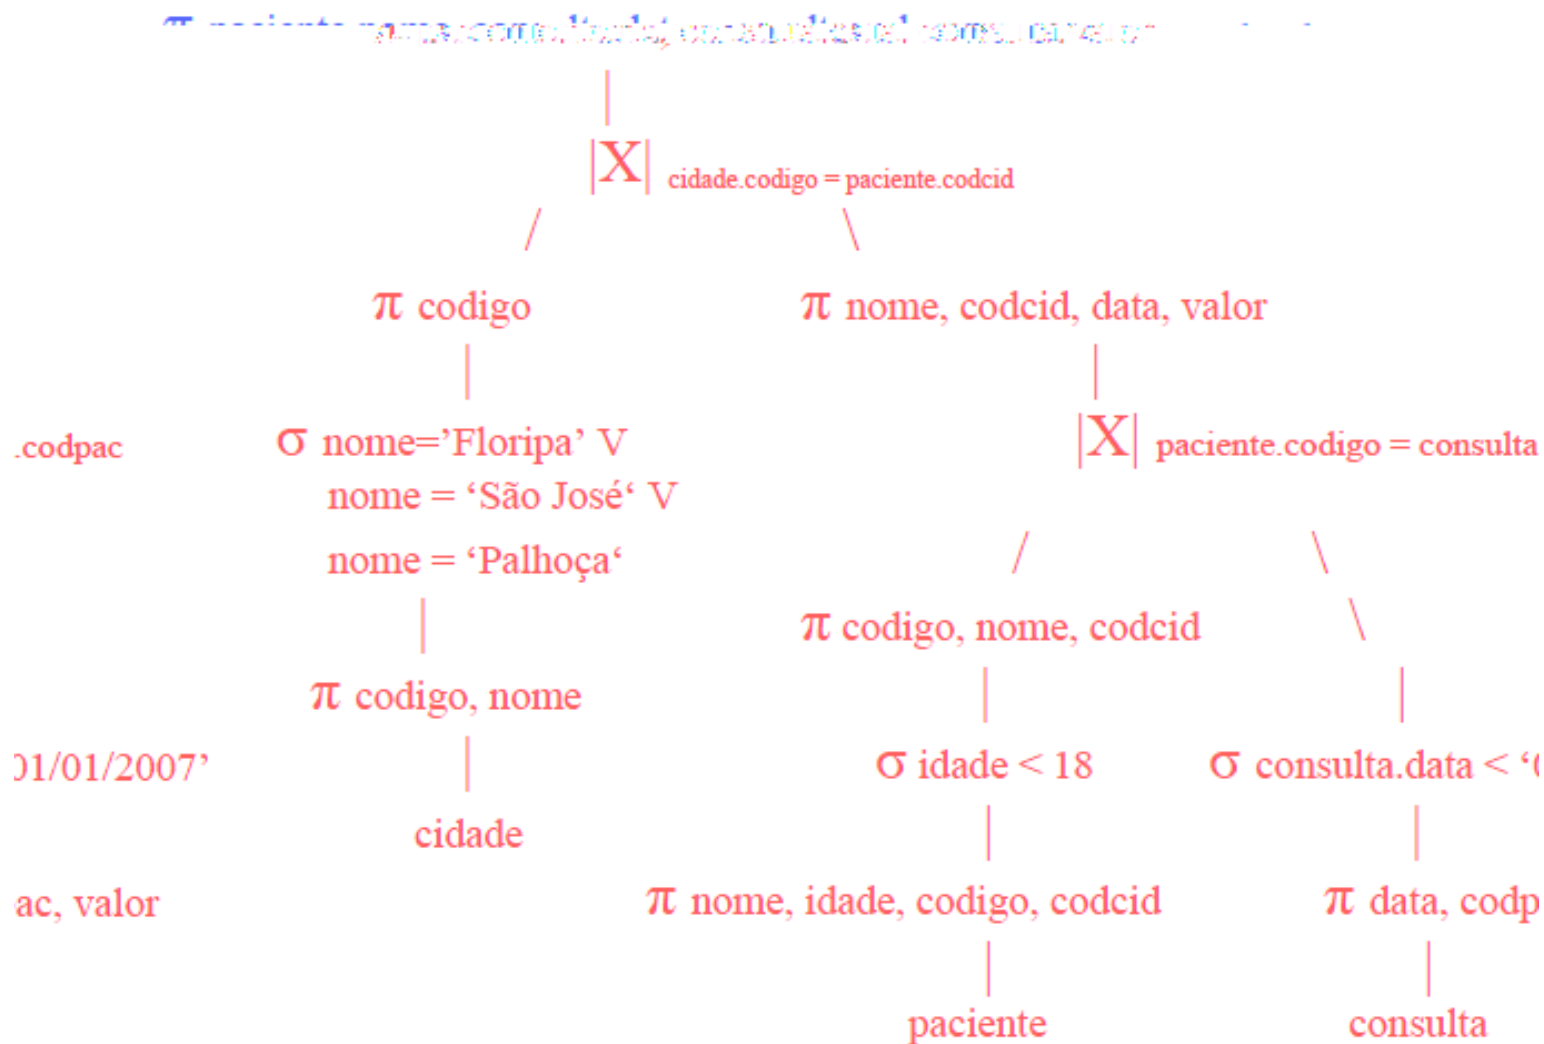 |X| cidade.codigo = paciente.codcid
π codigo
π nome, codcid, data, valor
.codpac
σ nome=’Floripa’ V
|X| paciente.codigo = consulta
nome = ‘São José‘ V
nome = ‘Palhoça‘
π codigo, nome, codcid
π codigo, nome
01/01/2007’
σ idade < 18
σ consulta.data < ‘0
cidade
ac, valor
π nome, idade, codigo, codcid
π data, codp
paciente
consulta